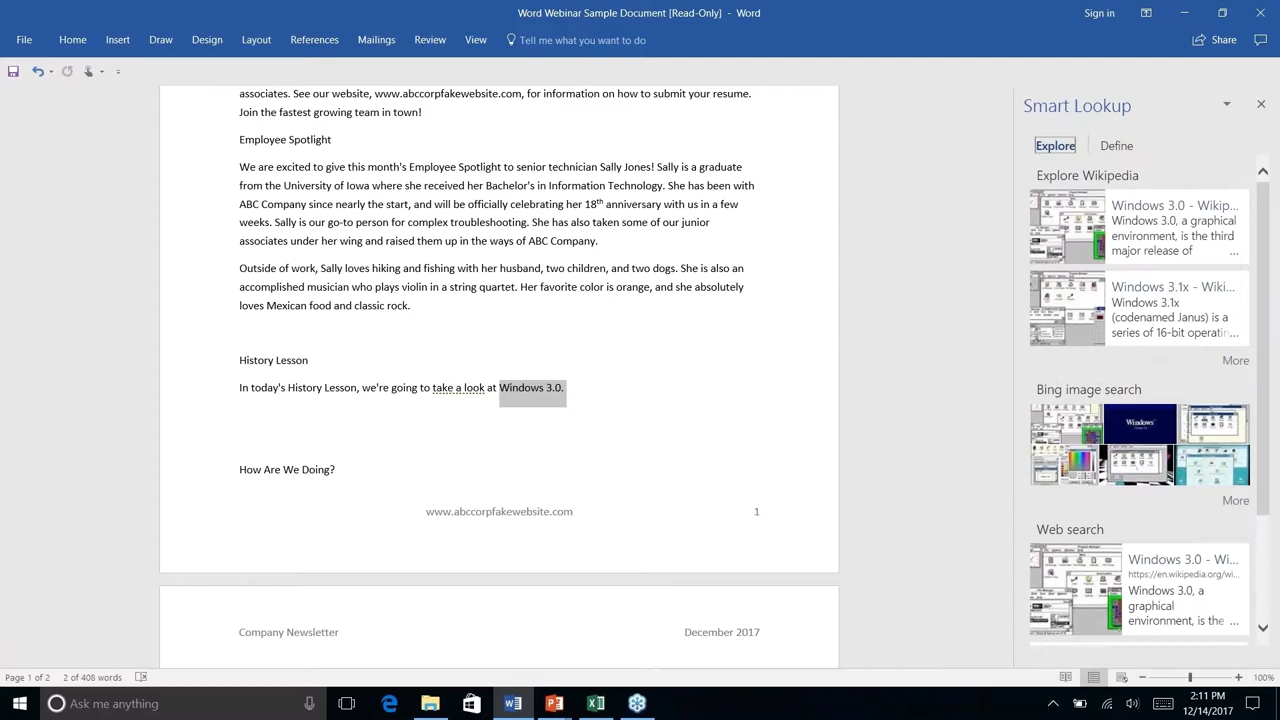 Word Webinar Sample Document [Read-Only] - Word
Sign in
File Home Insert Draw Design Layout References Mailings Review View Tell me what you want to do
Share
associates. See our website, www.abccorpfakewebsite.com, for information on how to submit your resume.
Join the fastest growing team in town!
Employee Spotlight
We are excited to give this month's Employee Spotlight to senior technician Sally Jones! Sally is a graduate
from the University of Iowa where she received her Bachelor's in Information Technology. She has been with
ABC Company since nearly the start, and will be officially celebrating her 18th anniversary with us in a few
weeks. Sally is our go-to person for complex troubleshooting. She has also taken some of our junior
associates under her wing and raised them up in the ways of ABC Company.
Outside of work, Sally loves hiking and fishing with her husband, two children, and two dogs. She is also an
accomplished musician who plays violin in a string quartet. Her favorite color is orange, and she absolutely
loves Mexican food and classic rock.
History Lesson
In today's History Lesson, we're going to take a look at Windows 3.0.
How Are We Doing?
www.abccorpfakewebsite.com 1
Company Newsletter December 2017
Smart Lookup
Explore Define
Explore Wikipedia
Windows 3.0 - Wikip...
Windows 3.0, a graphical
environment, is the third
major release of ...
Windows 3.1x - Wiki...
Windows 3.1x
(codenamed Janus) is a
series of 16-bit operatin...
More
Bing image search
Windows
More
Web search
Windows 3.0 - Wi...
https://en.wikipedia.org/wi...
Windows 3.0, a
graphical
environment, is the ...
Page 1 of 2 2 of 408 words
100%
Ask me anything
2:11 PM
12/14/2017